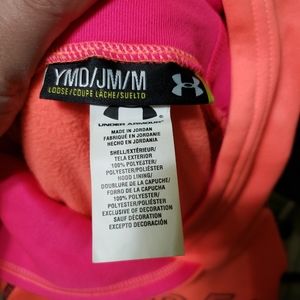 YMD/JM/M
LOOSE/COUPE LÂCHE/SUELTO
UNDER ARMOUR
MADE IN JORDAN
FABRIQUÉ EN JORDANIE
HECHO EN JORDANIA
SHELL/EXTÉRIEUR/
TELA EXTERIOR
100% POLYESTER/
POLYESTER/POLIÉSTER
HOOD LINING/
DOUBLURE DE LA CAPUCHE/
FORRO DE LA CAPUCHA
100% POLYESTER/
POLYESTER/POLIÉSTER
EXCLUSIVE OF DECORATION
SAUF DÉCORATION
EXCEPTO DECORACIÓN